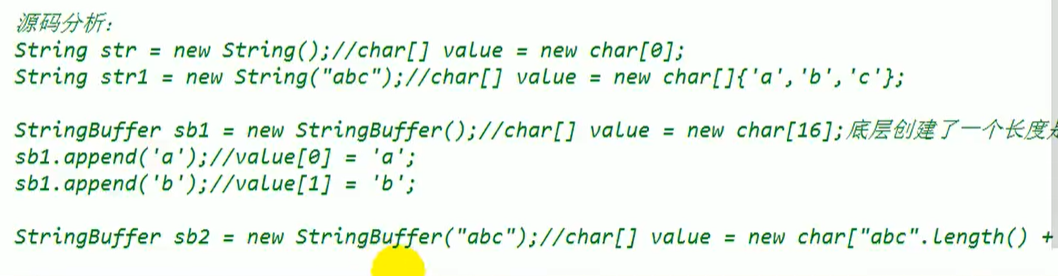 源码分析：
String str = new String();//char[] value = new char[0];
String str1 = new String("abc");//char[] value = new char[]{'a','b','c'};
StringBuffer sb1 = new StringBuffer();//char[] value = new char[16];底层创建了一个长度是
sb1.append('a');//value[0] = 'a';
sb1.append('b');//value[1] = 'b';
StringBuffer sb2 = new StringBuffer("abc");//char[] value = new char["abc".length() +